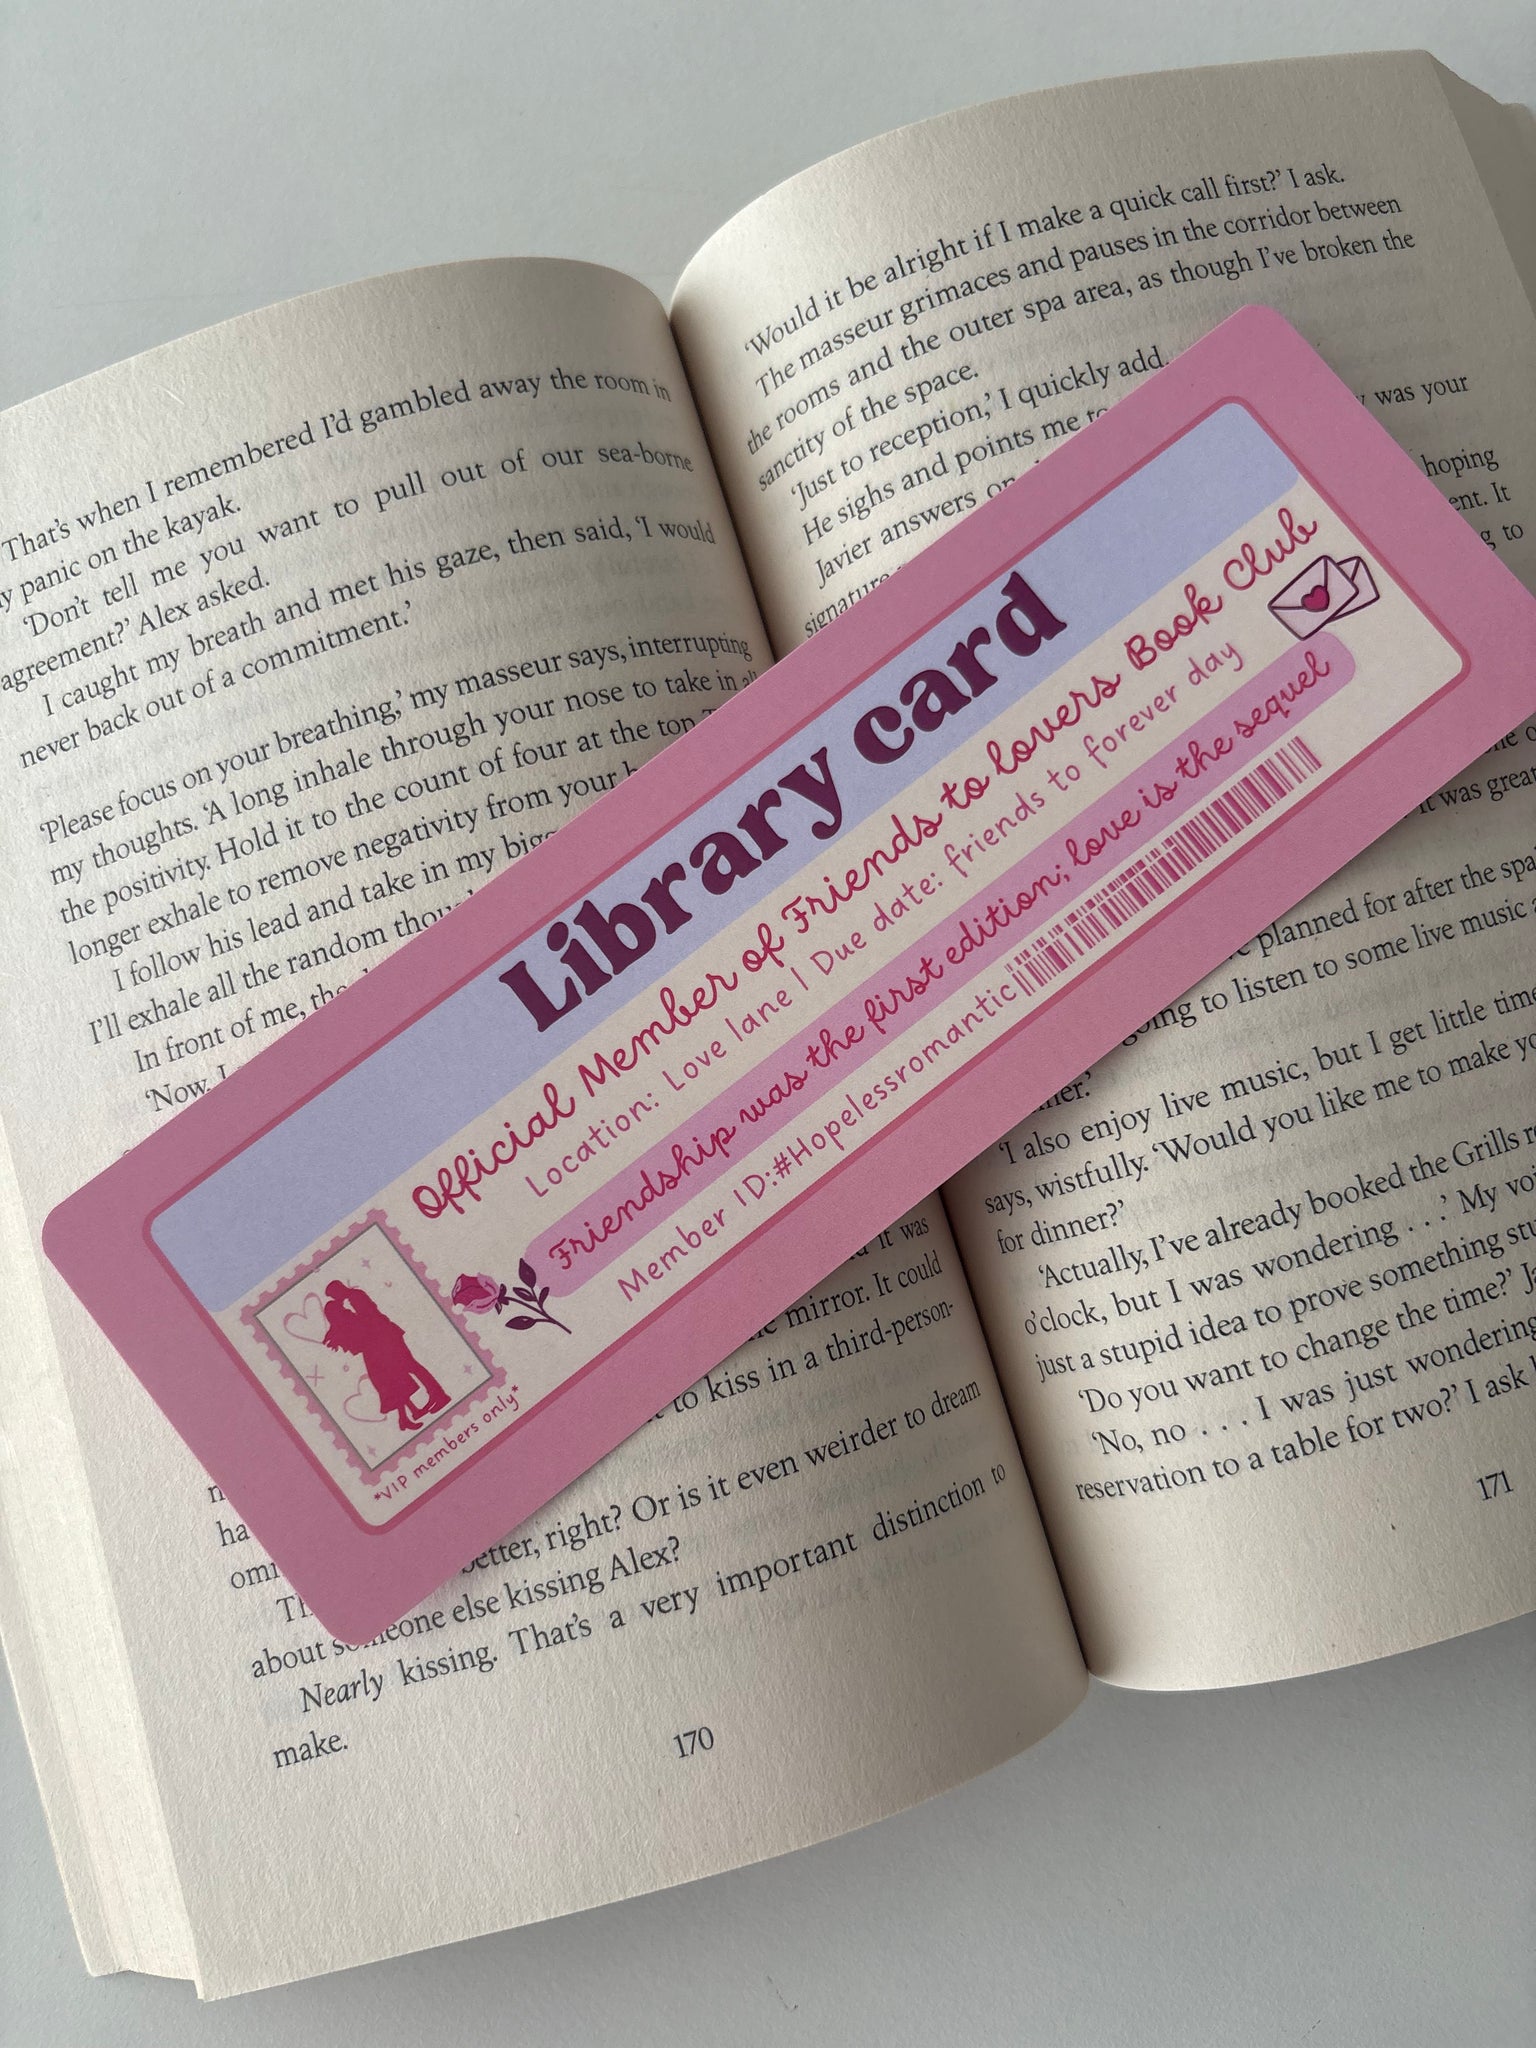 That's when I remembered I'd gambled away the room in
my panic on the kayak.
'Don't tell me you want to pull out of our sea-borne
agreement?' Alex asked.
I caught my breath and met his gaze, then said, 'I would
never back out of a commitment.'
'Please focus on your breathing,' my masseur says, interrupting
my thoughts. 'A long inhale through your nose to take in all
the positivity. Hold it to the count of four at the top.
longer exhale to remove negativity from your
I follow his lead and take in my
I'll exhale all the random
In front of me,
'Now,
it was
mirror. It could
to kiss in a third-person-
better, right? Or is it even weirder to dream
about someone else kissing Alex?
Nearly kissing. That's a very important distinction to
make.
170
'Would it be alright if I make a quick call first?' I ask.
The masseur grimaces and pauses in the corridor between
the rooms and the outer spa area, as though I've broken the
sanctity of the space.
'Just to reception,' I quickly add.
He sighs and points me
Javier answers
was your
hoping
It
to
it was great
planned for after the spa
going to listen to some live music
'I also enjoy live music, but I get little time
says, wistfully. 'Would you like me to make
for dinner?'
'Actually, I've already booked the Grills
o'clock, but I was wondering . . .' My
just a stupid idea to prove something
'Do you want to change the time?'
'No, no . . . I was just wondering
reservation to a table for two?' I ask
171
Library card
Official Member of Friends to lovers Book Club
Location: Love lane | Due date: friends to forever day
Friendship was the first edition; love is the sequel
Member ID:#Hopelessromantic
*VIP members only*